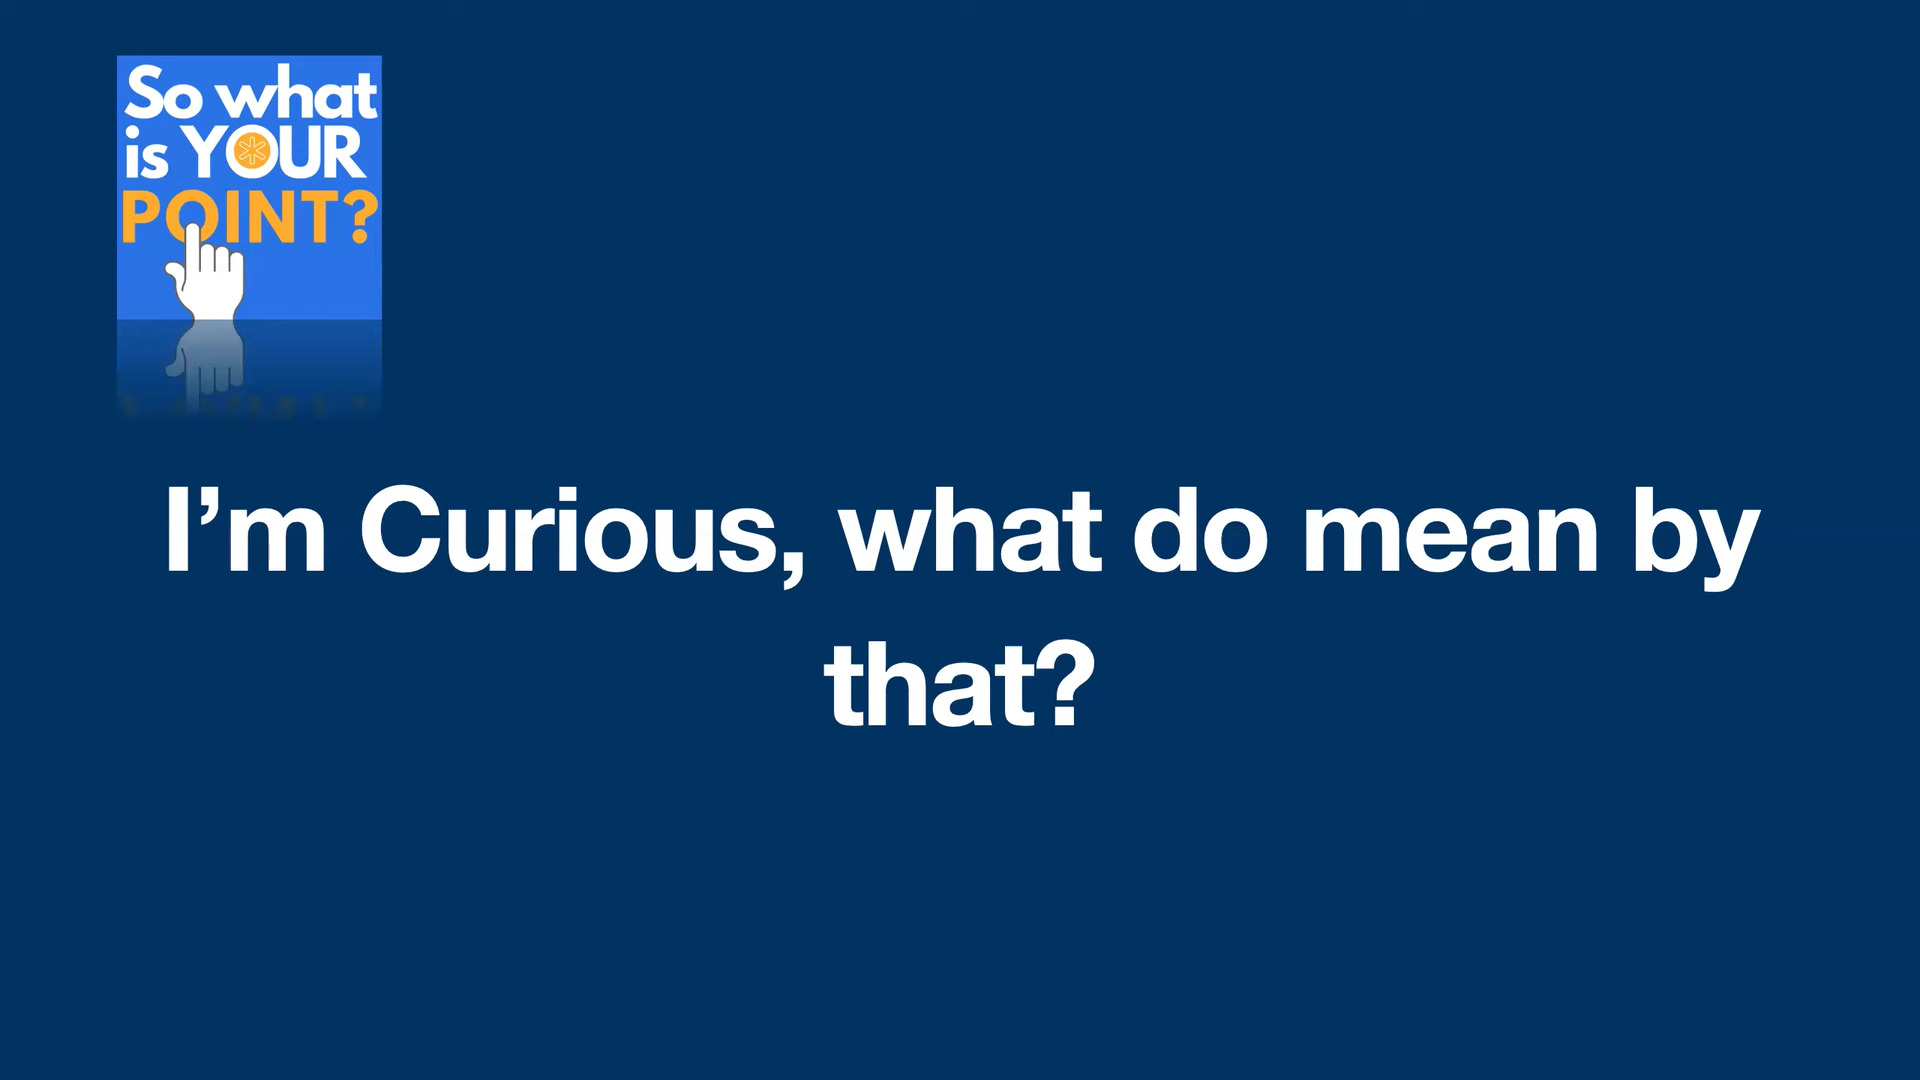 So what
is YOUR
POINT?
I’m Curious, what do mean by
that?